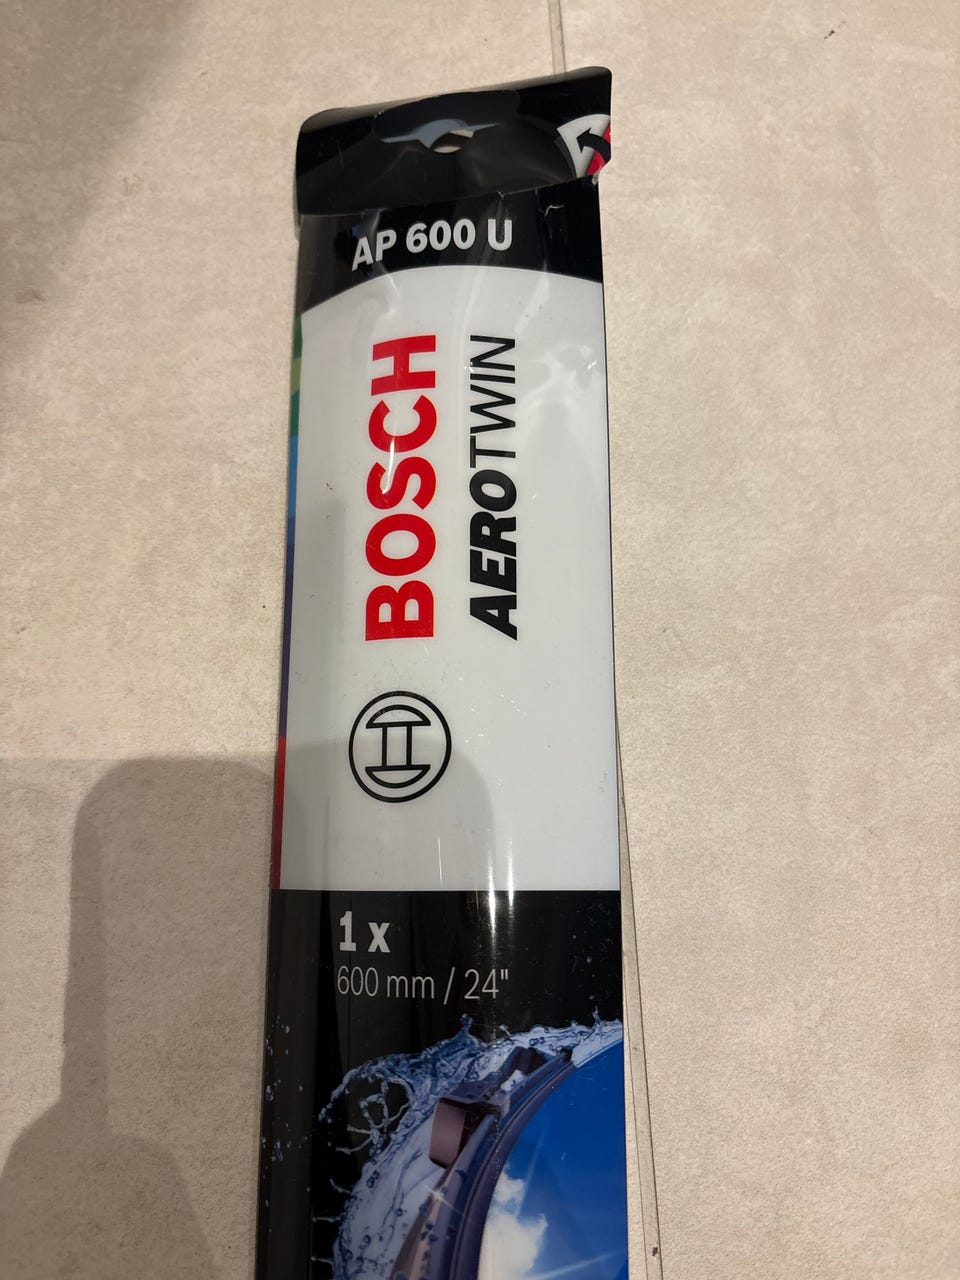 AP 600 U
BOSCH
AEROTWIN
1 x
600 mm / 24"